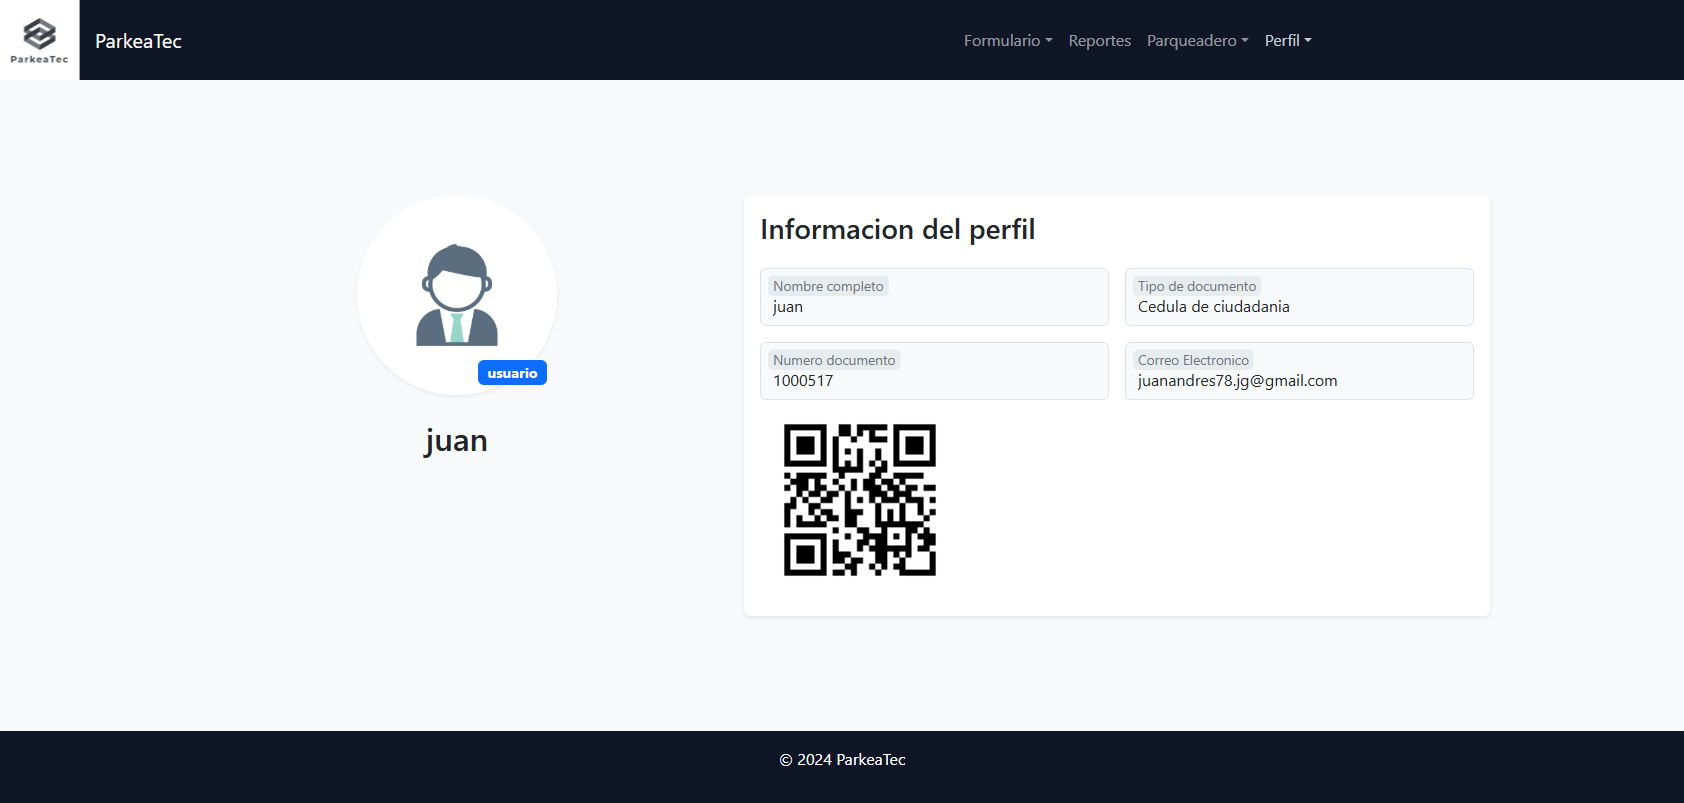 ParkeaTec
ParkeaTec
Formulario Reportes Parqueadero Perfil
usuario
juan
Informacion del perfil
Nombre completo
juan
Tipo de documento
Cedula de ciudadania
Numero documento
1000517
Correo Electronico
juanandres78.jg@gmail.com
© 2024 ParkeaTec